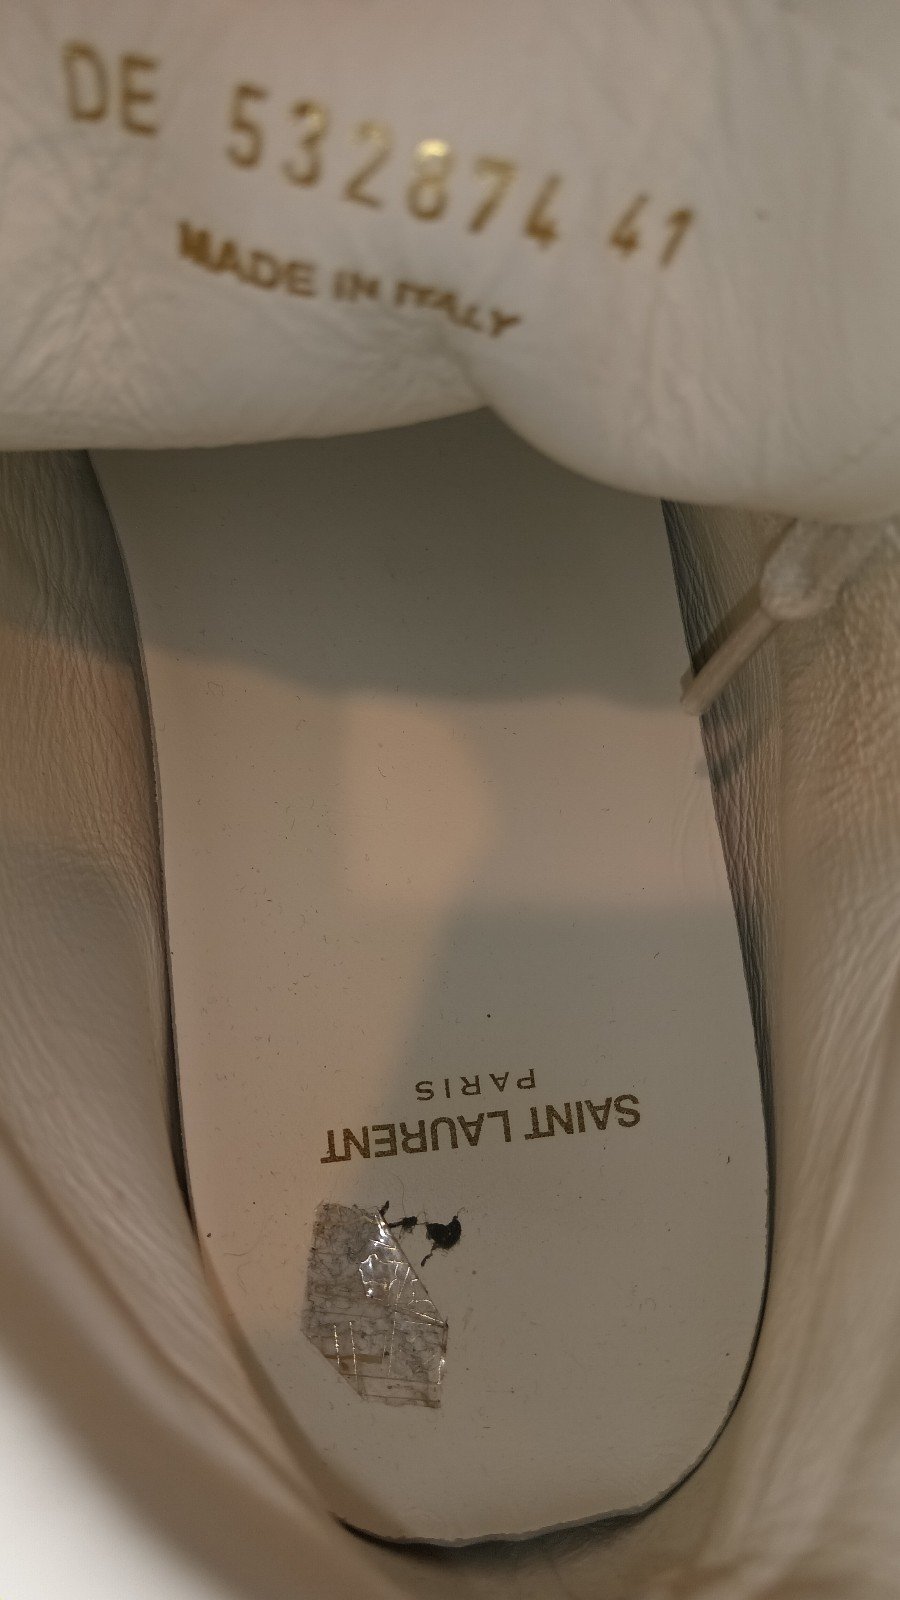 DE 532874 41
MADE IN ITALY
SAINT LAURENT
PARIS